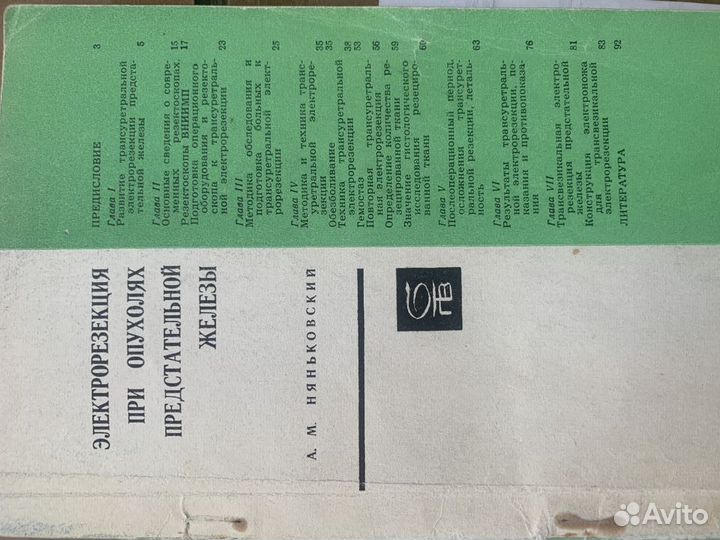 ЭЛЕКТРОРЕЗЕКЦИЯ
ПРИ ОПУХОЛЯХ
ПРЕДСТАТЕЛЬНОЙ
ЖЕЛЕЗЫ
А. М. НЯНЬКОВСКИЙ
ПРЕДИСЛОВИЕ 3
Глава I
Развитие трансуретральной
электрорезекции предста-
тельной железы 5
Глава II
Основные сведения о совре-
менных резектоскопах. 15
Резектоскопы ВНИИМП 17
Подготовка операционного
оборудования и резекто-
скопа к трансуретраль-
ной электрорезекции 23
Глава III
Методика обследования и
подготовка больных к
трансуретральной элект-
рорезекции 25
Глава IV
Методика и техника транс-
уретральной электроре-
зекции 35
Обезболивание 35
Техника трансуретральной
электрорезекции 38
Гемостаз 53
Повторная трансуретраль-
ная электрорезекция 56
Определение количества ре-
зецированной ткани 59
Значение гистологического
исследования резециро-
ванной ткани 60
Глава V
Послеоперационный период,
осложнения трансурет-
ральной резекции, леталь-
ность 63
Глава VI
Результаты трансуретраль-
ной электрорезекции, по-
казания и противопоказа-
ния 76
Глава VII
Трансвезикальная электро-
резекция предстательной
железы 81
Конструкция электроножа
для трансвезикальной
электрорезекции 83
ЛИТЕРАТУРА 92
Avito